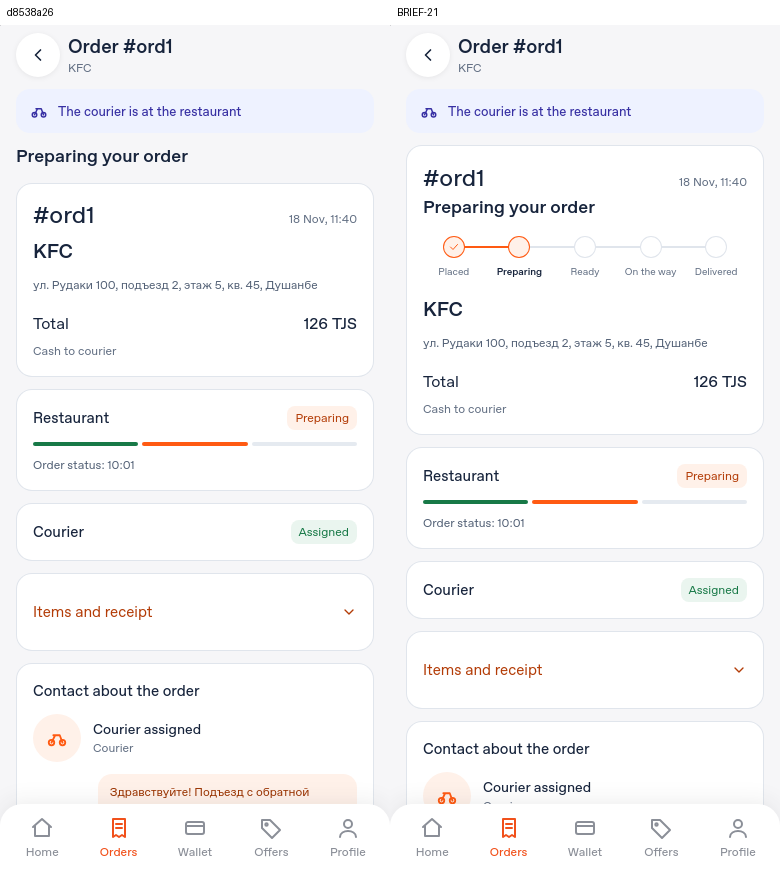 d8538a26
Order #ord1
KFC
The courier is at the restaurant
Preparing your order
#ord1
18 Nov, 11:40
KFC
ул. Рудаки 100, подъезд 2, этаж 5, кв. 45, Душанбе
Total
126 TJS
Cash to courier
Restaurant
Preparing
Order status: 10:01
Courier
Assigned
Items and receipt
Contact about the order
Courier assigned
Courier
Здравствуйте! Подъезд с обратной
Home
Orders
Wallet
Offers
Profile
BRIEF-21
Order #ord1
KFC
The courier is at the restaurant
#ord1
18 Nov, 11:40
Preparing your order
Placed
Preparing
Ready
On the way
Delivered
KFC
ул. Рудаки 100, подъезд 2, этаж 5, кв. 45, Душанбе
Total
126 TJS
Cash to courier
Restaurant
Preparing
Order status: 10:01
Courier
Assigned
Items and receipt
Contact about the order
Courier assigned
Home
Orders
Wallet
Offers
Profile